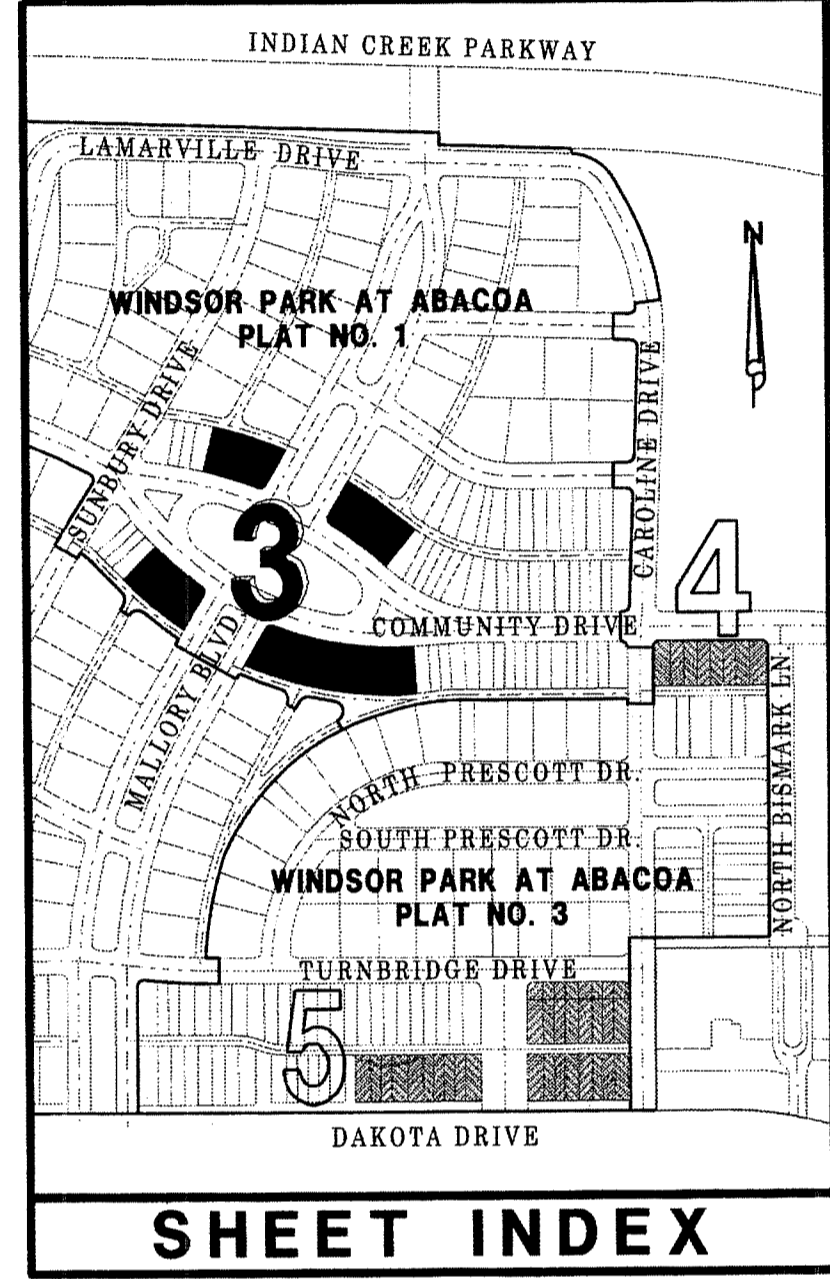 INDIAN CREEK PARKWAY
LAMARVILLE DRIVE
N
WINDSOR PARK AT ABACOA
PLAT NO. 1
SUNBURY DRIVE
CAROLINE DRIVE
3
4
COMMUNITY DRIVE
MALLORY BLVD
NORTH BISMARK LN
NORTH PRESCOTT DR.
SOUTH PRESCOTT DR.
WINDSOR PARK AT ABACOA
PLAT NO. 3
TURNBRIDGE DRIVE
5
DAKOTA DRIVE
SHEET INDEX